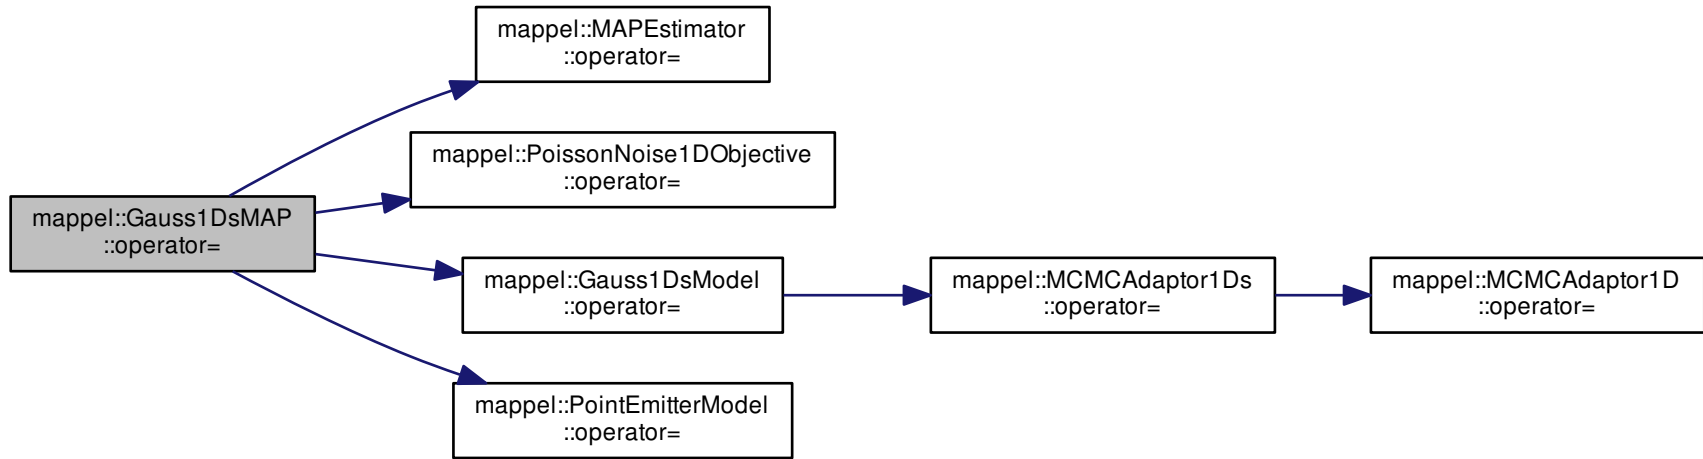 mappel::MAPEstimator
::operator=
mappel::PoissonNoise1DObjective
::operator=
mappel::Gauss1DsMAP
::operator=
mappel::Gauss1DsModel
::operator=
mappel::MCMCAdaptor1Ds
::operator=
mappel::MCMCAdaptor1D
::operator=
mappel::PointEmitterModel
::operator=